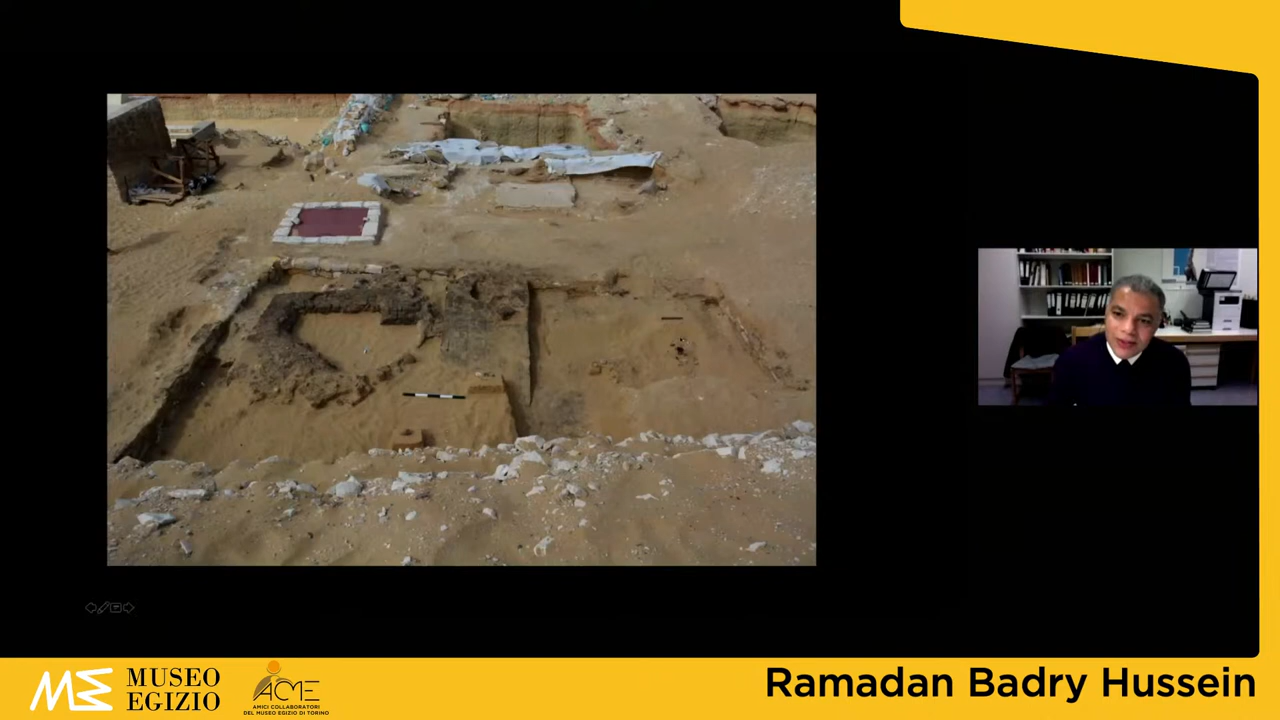 MUSEO
EGIZIO
ACME
AMICI COLLABORATORI
DEL MUSEO EGIZIO DI TORINO
Ramadan Badry Hussein